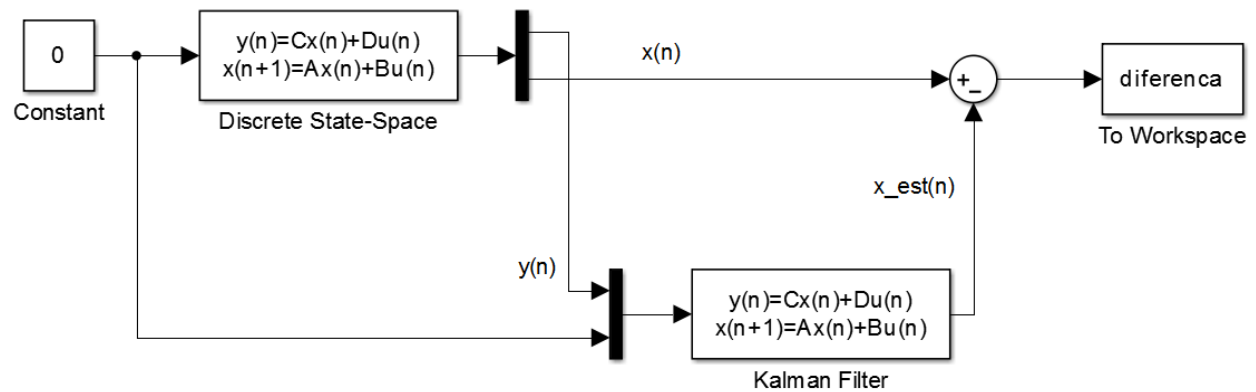 0
Constant
y(n)=Cx(n)+Du(n)
x(n+1)=Ax(n)+Bu(n)
Discrete State-Space
x(n)
+
_
diferenca
To Workspace
x_est(n)
y(n)
y(n)=Cx(n)+Du(n)
x(n+1)=Ax(n)+Bu(n)
Kalman Filter